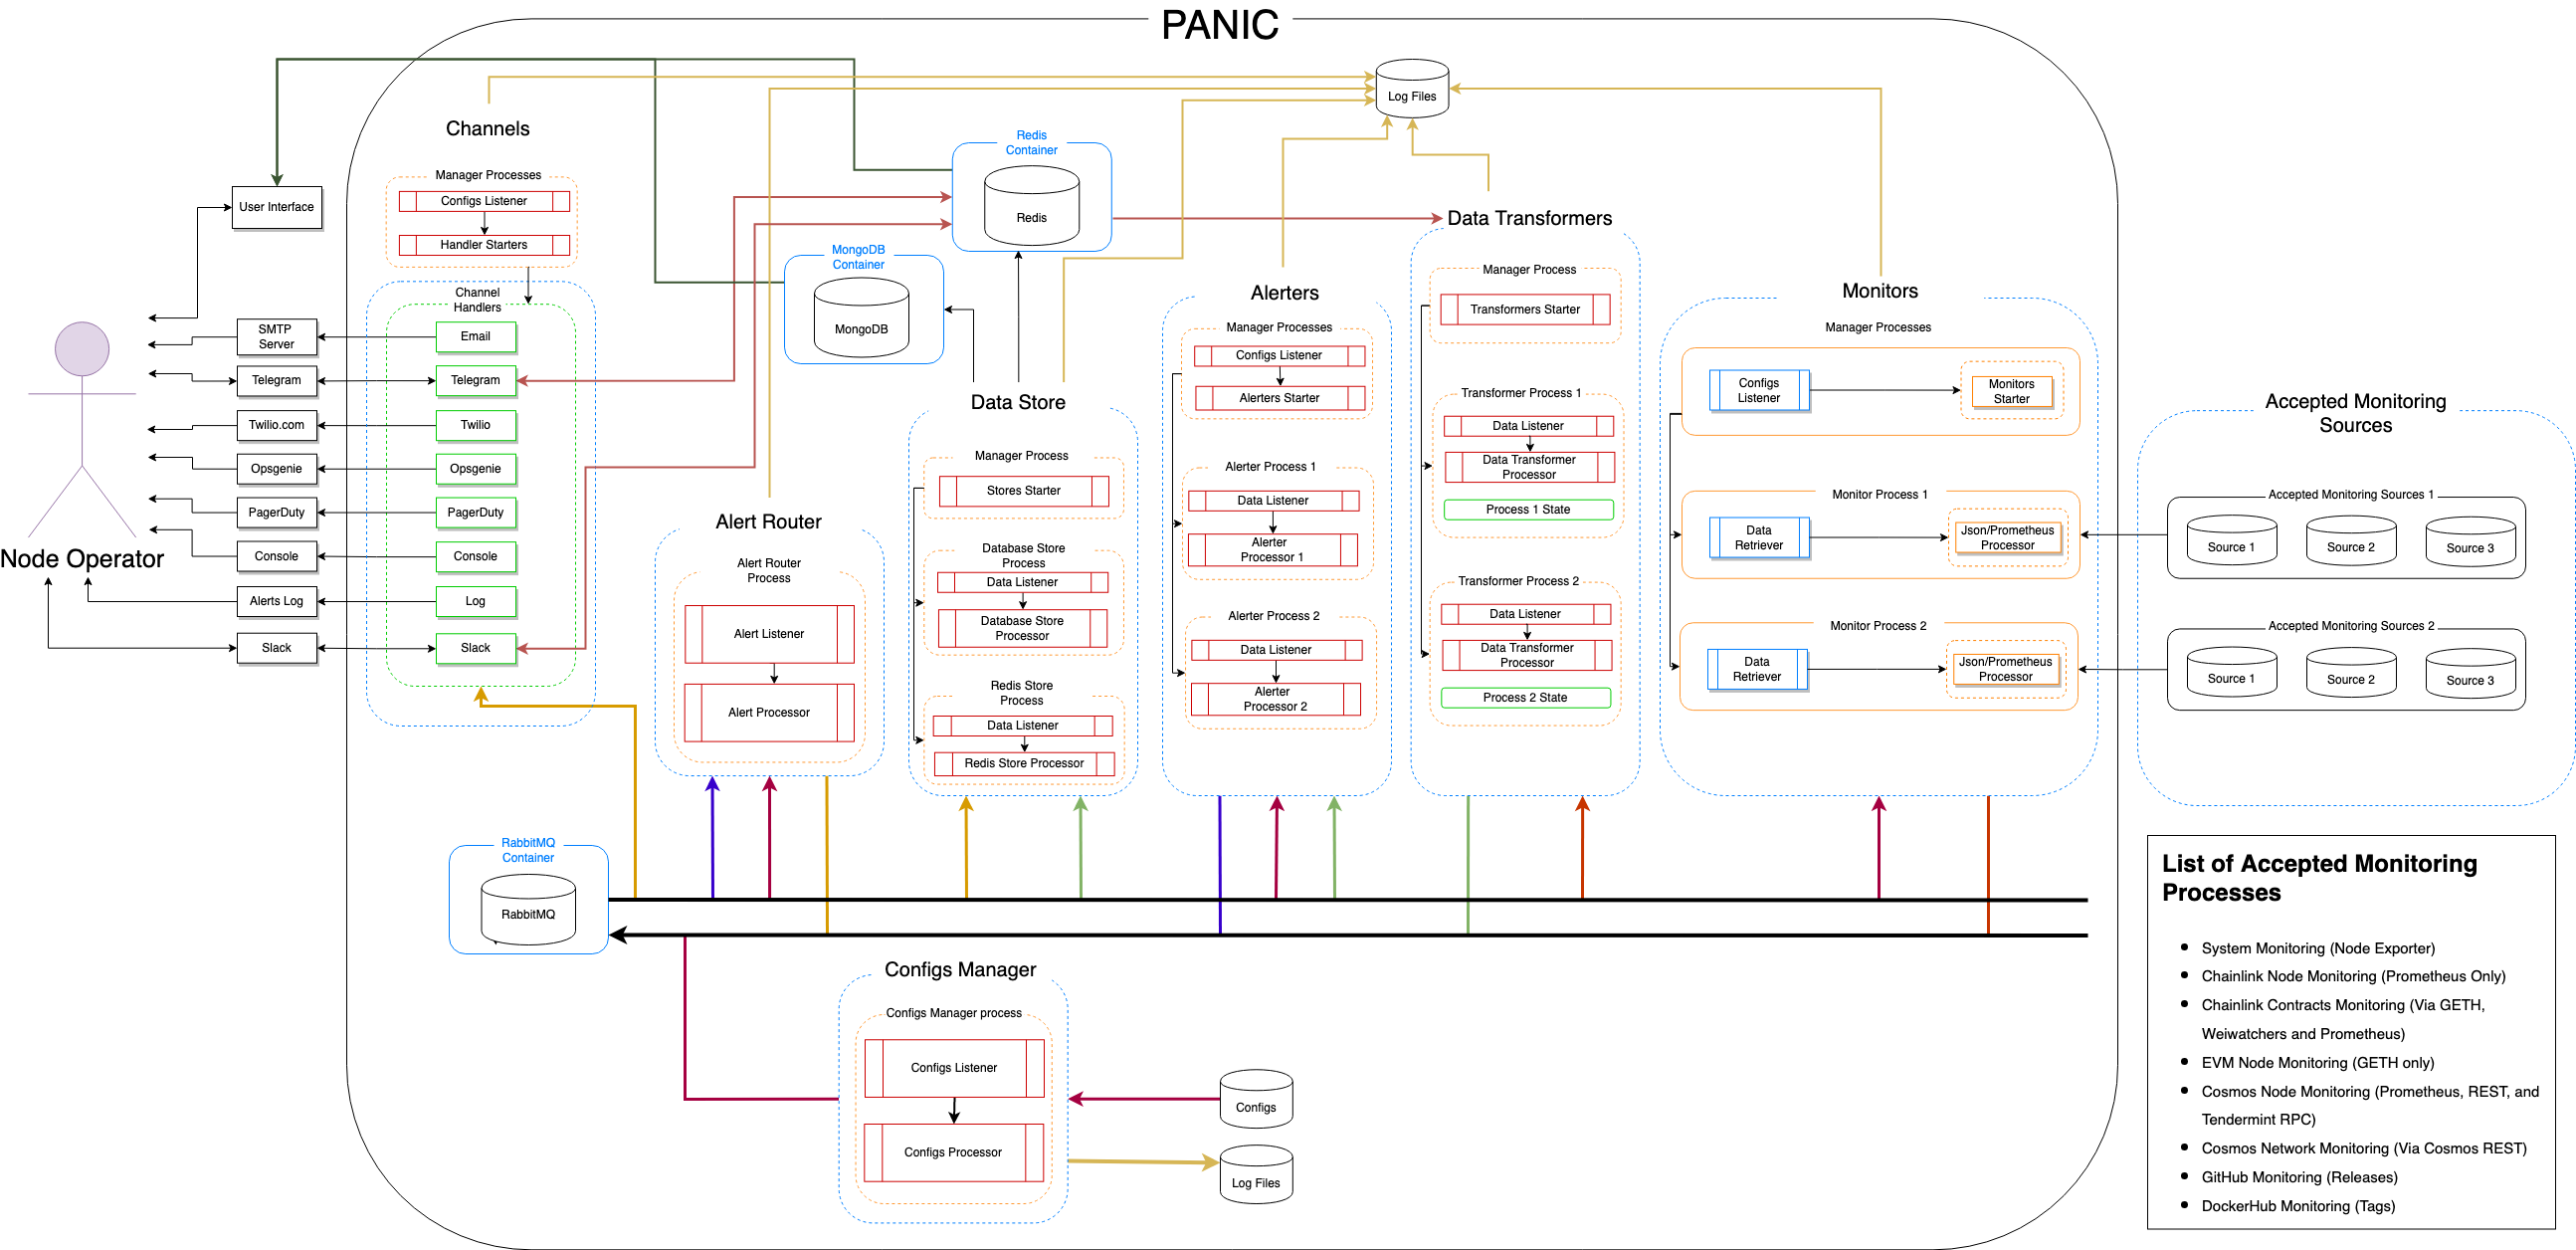 PANIC
Log Files
Channels
Manager Processes
Configs Listener
Handler Starters
Channel
Handlers
Email
Telegram
Twilio
Opsgenie
PagerDuty
Console
Log
Slack
User Interface
SMTP
Server
Telegram
Twilio.com
Opsgenie
PagerDuty
Console
Alerts Log
Slack
Node Operator
Redis
Container
Redis
MongoDB
Container
MongoDB
Alert Router
Alert Router
Process
Alert Listener
Alert Processor
Data Store
Manager Process
Stores Starter
Database Store
Process
Data Listener
Database Store
Processor
Redis Store
Process
Data Listener
Redis Store Processor
Alerters
Manager Processes
Configs Listener
Alerters Starter
Alerter Process 1
Data Listener
Alerter
Processor 1
Alerter Process 2
Data Listener
Alerter
Processor 2
Data Transformers
Manager Process
Transformers Starter
Transformer Process 1
Data Listener
Data Transformer
Processor
Process 1 State
Transformer Process 2
Data Listener
Data Transformer
Processor
Process 2 State
Monitors
Manager Processes
Configs
Listener
Monitors
Starter
Monitor Process 1
Data
Retriever
Json/Prometheus
Processor
Monitor Process 2
Data
Retriever
Json/Prometheus
Processor
Accepted Monitoring
Sources
Accepted Monitoring Sources 1
Source 1
Source 2
Source 3
Accepted Monitoring Sources 2
Source 1
Source 2
Source 3
RabbitMQ
Container
RabbitMQ
Configs Manager
Configs Manager process
Configs Listener
Configs Processor
Configs
Log Files
List of Accepted Monitoring
Processes
• System Monitoring (Node Exporter)
• Chainlink Node Monitoring (Prometheus Only)
• Chainlink Contracts Monitoring (Via GETH,
Weiwatchers and Prometheus)
• EVM Node Monitoring (GETH only)
• Cosmos Node Monitoring (Prometheus, REST, and
Tendermint RPC)
• Cosmos Network Monitoring (Via Cosmos REST)
• GitHub Monitoring (Releases)
• DockerHub Monitoring (Tags)